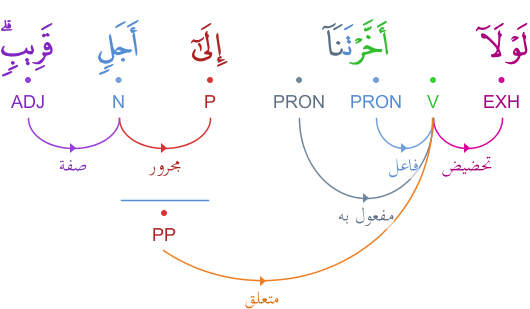 لَوْلَآ أَخَّرْتَنَآ إِلَىٰٓ أَجَلٍ قَرِيبٍ ۗ
EXH V PRON PRON P N ADJ
تحضيض فاعل مجرور صفة
مفعول به
PP
متعلق